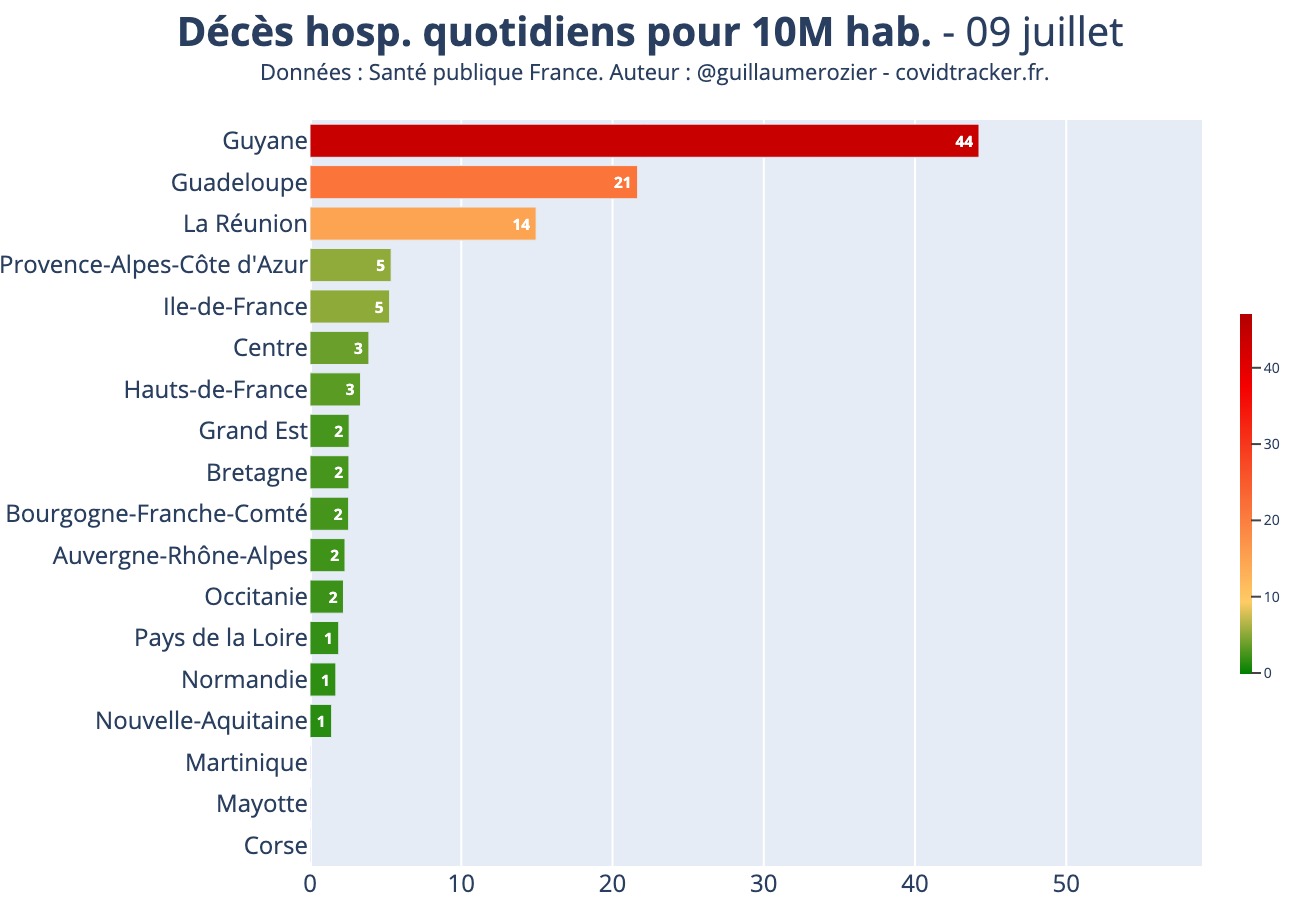 Décès hosp. quotidiens pour 10M hab. - 09 juillet
Données : Santé publique France. Auteur : @guillaumerozier - covidtracker.fr.
Guyane 44
Guadeloupe 21
La Réunion 14
Provence-Alpes-Côte d'Azur 5
Ile-de-France 5
Centre 3
Hauts-de-France 3
Grand Est 2
Bretagne 2
Bourgogne-Franche-Comté 2
Auvergne-Rhône-Alpes 2
Occitanie 2
Pays de la Loire 1
Normandie 1
Nouvelle-Aquitaine 1
Martinique
Mayotte
Corse
0 10 20 30 40 50
40
30
20
10
0